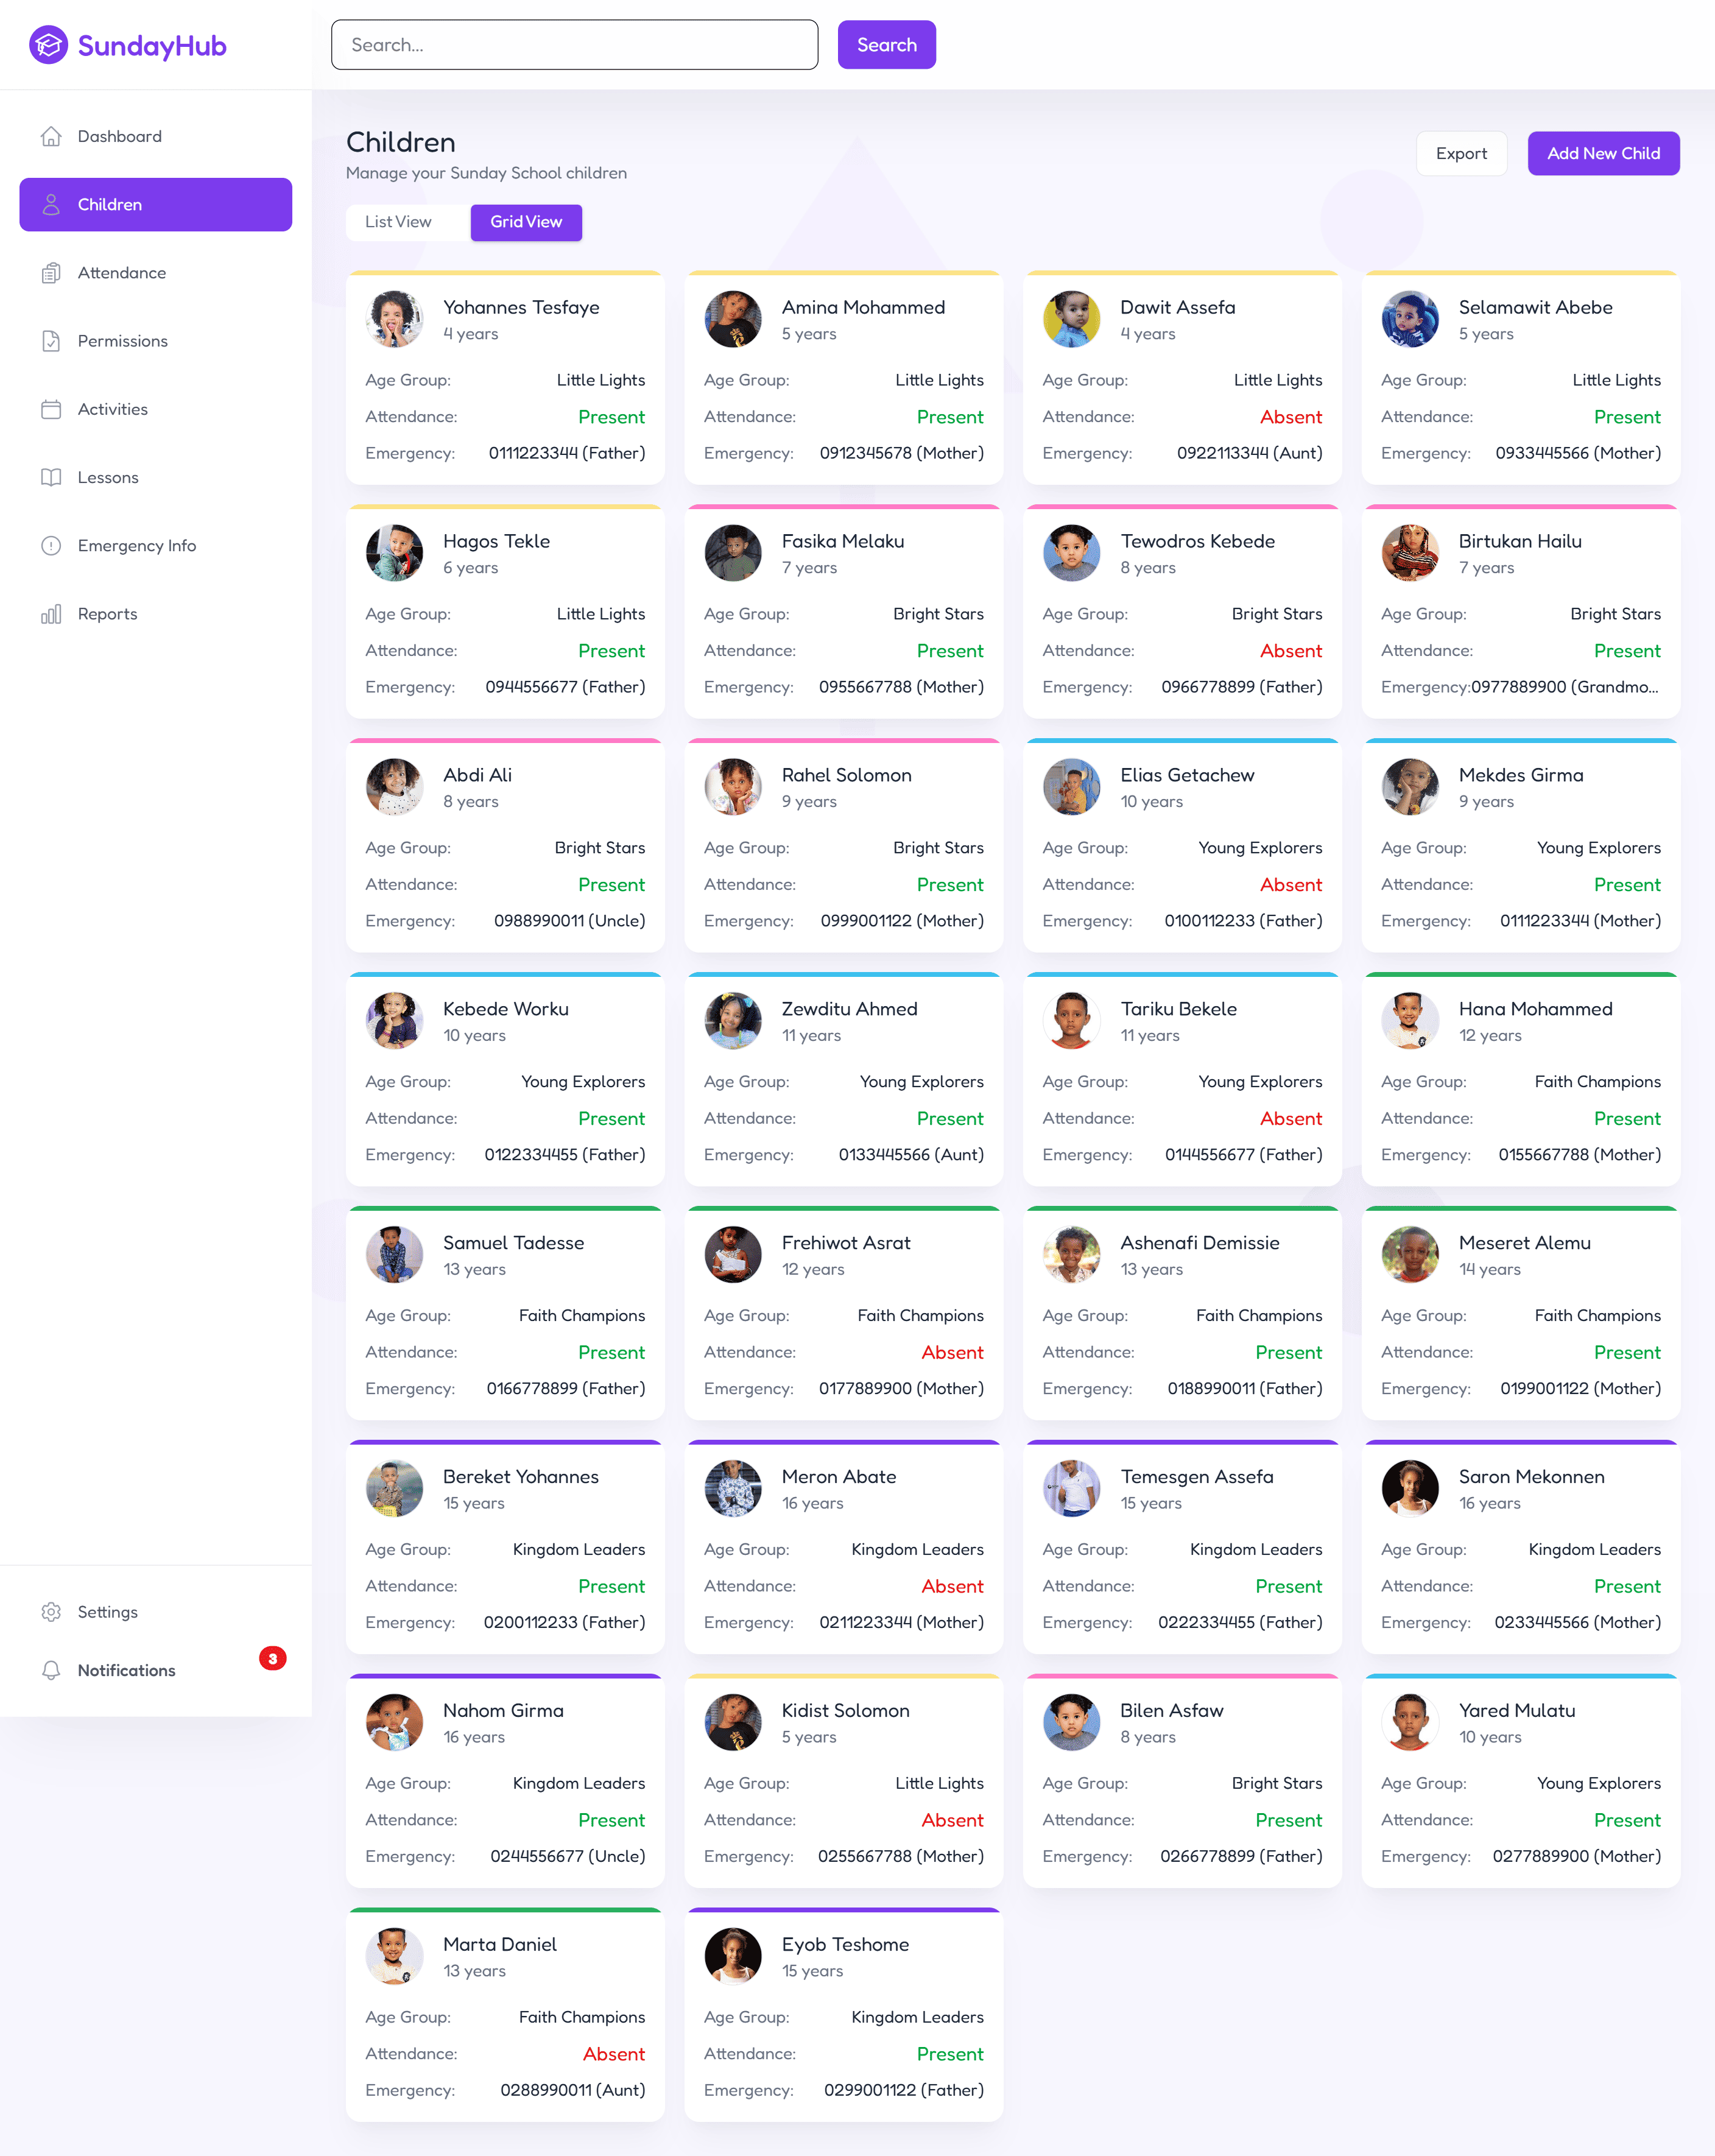 SundayHub
Search...
Search
Dashboard
Children
Attendance
Permissions
Activities
Lessons
Emergency Info
Reports
Settings
Notifications
3
Children
Manage your Sunday School children
Export
Add New Child
List View
Grid View
Yohannes Tesfaye
4 years
Age Group: Little Lights
Attendance: Present
Emergency: 0111223344 (Father)
Amina Mohammed
5 years
Age Group: Little Lights
Attendance: Present
Emergency: 0912345678 (Mother)
Dawit Assefa
4 years
Age Group: Little Lights
Attendance: Absent
Emergency: 0922113344 (Aunt)
Selamawit Abebe
5 years
Age Group: Little Lights
Attendance: Present
Emergency: 0933445566 (Mother)
Hagos Tekle
6 years
Age Group: Little Lights
Attendance: Present
Emergency: 0944556677 (Father)
Fasika Melaku
7 years
Age Group: Bright Stars
Attendance: Present
Emergency: 0955667788 (Mother)
Tewodros Kebede
8 years
Age Group: Bright Stars
Attendance: Absent
Emergency: 0966778899 (Father)
Birtukan Hailu
7 years
Age Group: Bright Stars
Attendance: Present
Emergency:0977889900 (Grandmo...
Abdi Ali
8 years
Age Group: Bright Stars
Attendance: Present
Emergency: 0988990011 (Uncle)
Rahel Solomon
9 years
Age Group: Bright Stars
Attendance: Present
Emergency: 0999001122 (Mother)
Elias Getachew
10 years
Age Group: Young Explorers
Attendance: Absent
Emergency: 0100112233 (Father)
Mekdes Girma
9 years
Age Group: Young Explorers
Attendance: Present
Emergency: 0111223344 (Mother)
Kebede Worku
10 years
Age Group: Young Explorers
Attendance: Present
Emergency: 0122334455 (Father)
Zewditu Ahmed
11 years
Age Group: Young Explorers
Attendance: Present
Emergency: 0133445566 (Aunt)
Tariku Bekele
11 years
Age Group: Young Explorers
Attendance: Absent
Emergency: 0144556677 (Father)
Hana Mohammed
12 years
Age Group: Faith Champions
Attendance: Present
Emergency: 0155667788 (Mother)
Samuel Tadesse
13 years
Age Group: Faith Champions
Attendance: Present
Emergency: 0166778899 (Father)
Frehiwot Asrat
12 years
Age Group: Faith Champions
Attendance: Absent
Emergency: 0177889900 (Mother)
Ashenafi Demissie
13 years
Age Group: Faith Champions
Attendance: Present
Emergency: 0188990011 (Father)
Meseret Alemu
14 years
Age Group: Faith Champions
Attendance: Present
Emergency: 0199001122 (Mother)
Bereket Yohannes
15 years
Age Group: Kingdom Leaders
Attendance: Present
Emergency: 0200112233 (Father)
Meron Abate
16 years
Age Group: Kingdom Leaders
Attendance: Absent
Emergency: 0211223344 (Mother)
Temesgen Assefa
15 years
Age Group: Kingdom Leaders
Attendance: Present
Emergency: 0222334455 (Father)
Saron Mekonnen
16 years
Age Group: Kingdom Leaders
Attendance: Present
Emergency: 0233445566 (Mother)
Nahom Girma
16 years
Age Group: Kingdom Leaders
Attendance: Present
Emergency: 0244556677 (Uncle)
Kidist Solomon
5 years
Age Group: Little Lights
Attendance: Absent
Emergency: 0255667788 (Mother)
Bilen Asfaw
8 years
Age Group: Bright Stars
Attendance: Present
Emergency: 0266778899 (Father)
Yared Mulatu
10 years
Age Group: Young Explorers
Attendance: Present
Emergency: 0277889900 (Mother)
Marta Daniel
13 years
Age Group: Faith Champions
Attendance: Absent
Emergency: 0288990011 (Aunt)
Eyob Teshome
15 years
Age Group: Kingdom Leaders
Attendance: Present
Emergency: 0299001122 (Father)